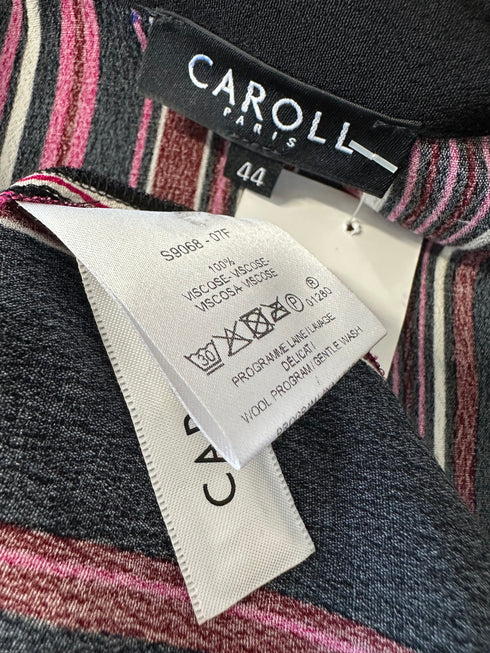 CAROLL
PARIS
44
S9068 - 07F
100%
VISCOSE- VISCOSE-
VISCOSA- VISCOSE
30
P
01280
PROGRAMME LAINE / LAVAGE
DELICAT /
WOOL PROGRAM / GENTLE WASH
CAR